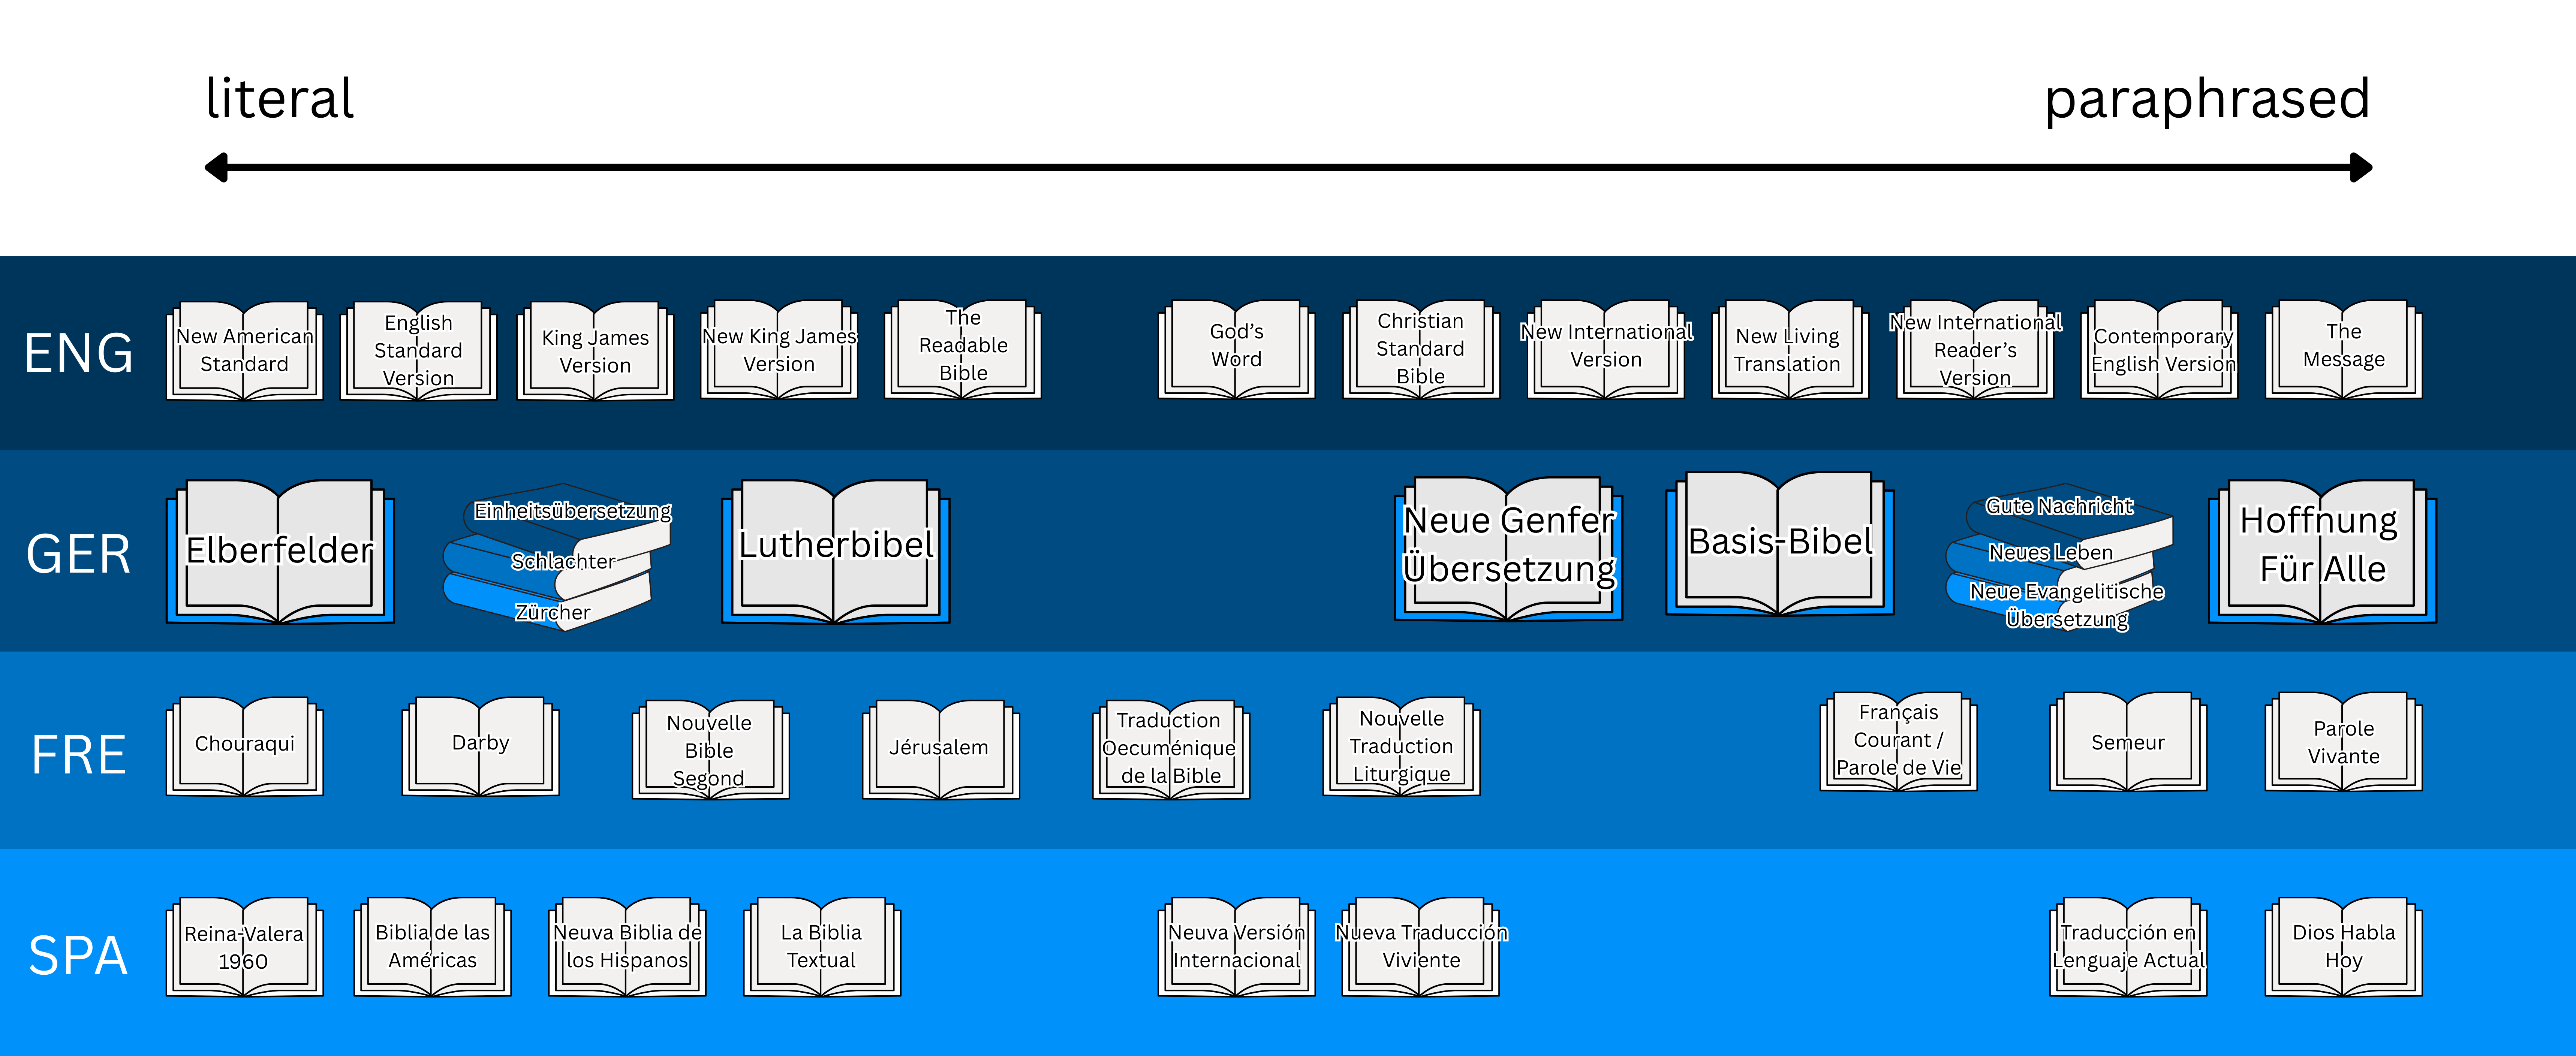 literal
paraphrased
ENG
New American
Standard
English
Standard
Version
King James
Version
New King James
Version
The
Readable
Bible
God's
Word
Christian
Standard
Bible
New International
Version
New Living
Translation
New International
Reader's
Version
Contemporary
English Version
The
Message
GER
Elberfelder
Einheitsübersetzung
Schlachter
Zürcher
Lutherbibel
Neue Genfer
Übersetzung
Basis-Bibel
Gute Nachricht
Neues Leben
Neue Evangelitische
Übersetzung
Hoffnung
Für Alle
FRE
Chouraqui
Darby
Nouvelle
Bible
Segond
Jérusalem
Traduction
Oecuménique
de la Bible
Nouvelle
Traduction
Liturgique
Français
Courant /
Parole de Vie
Semeur
Parole
Vivante
SPA
Reina-Valera
1960
Biblia de las
Américas
Neuva Biblia de
los Hispanos
La Biblia
Textual
Neuva Versión
Internacional
Nueva Traducción
Viviente
Traducción en
Lenguaje Actual
Dios Habla
Hoy